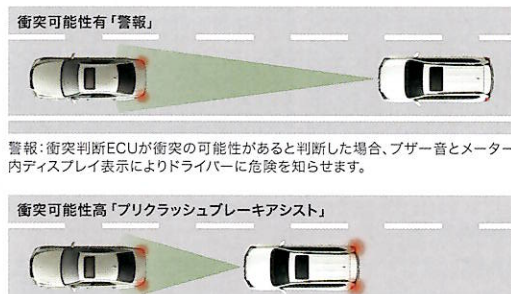 衝突可能性有「警報」
警報：衝突判断ECUが衝突の可能性があると判断した場合、ブザー音とメーター
内ディスプレイ表示によりドライバーに危険を知らせます。
衝突可能性高「プリクラッシュブレーキアシスト」